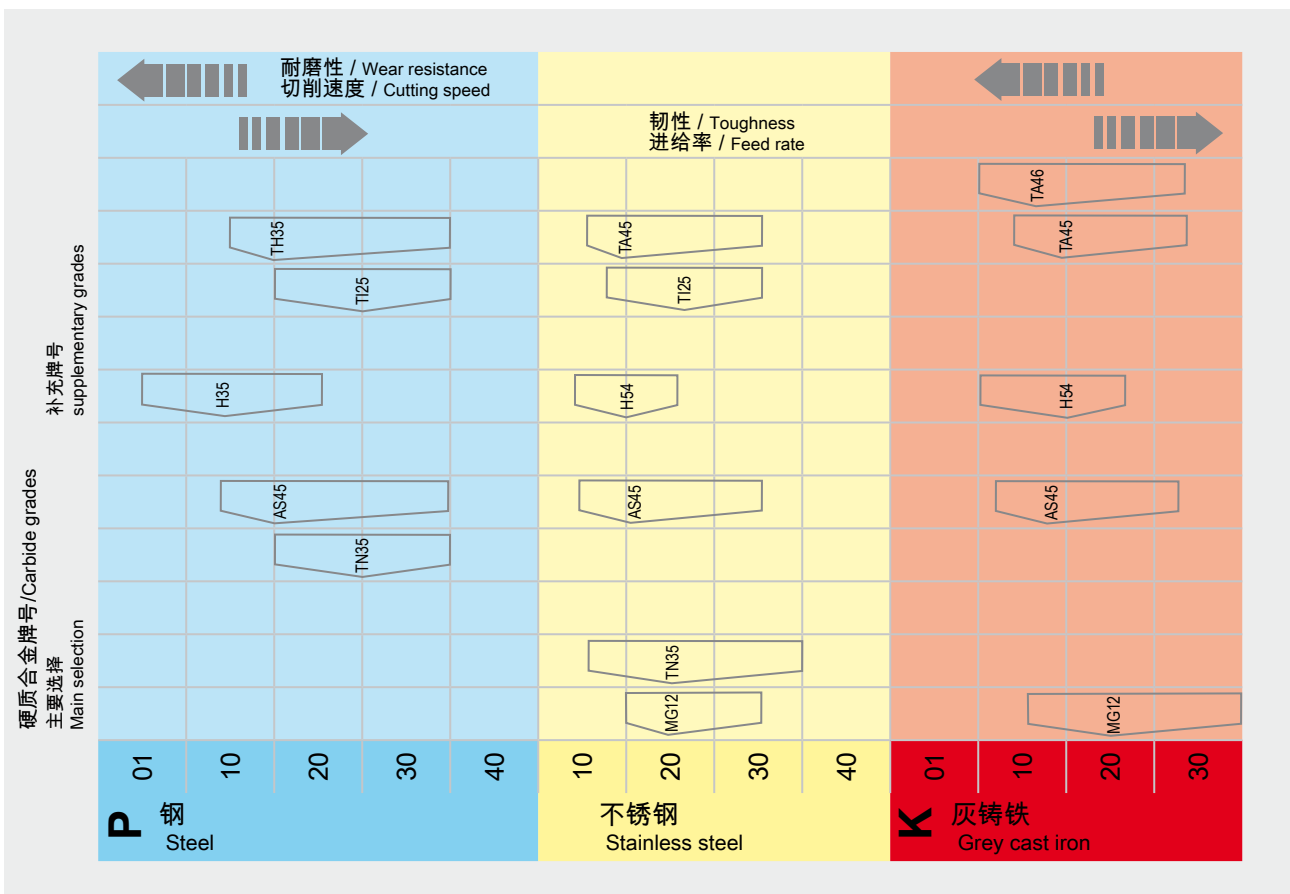 耐磨性 / Wear resistance
切削速度 / Cutting speed
韧性 / Toughness
进给率 / Feed rate
TA46
TH35
TA45
TA45
TI25
TI25
H35
H54
H54
AS45
AS45
AS45
TN35
TN35
MG12
MG12
补充牌号
supplementary grades
硬质合金牌号/Carbide grades
主要选择
Main selection
01 10 20 30 40 10 20 30 40 01 10 20 30
P 钢
Steel
不锈钢
Stainless steel
K 灰铸铁
Grey cast iron